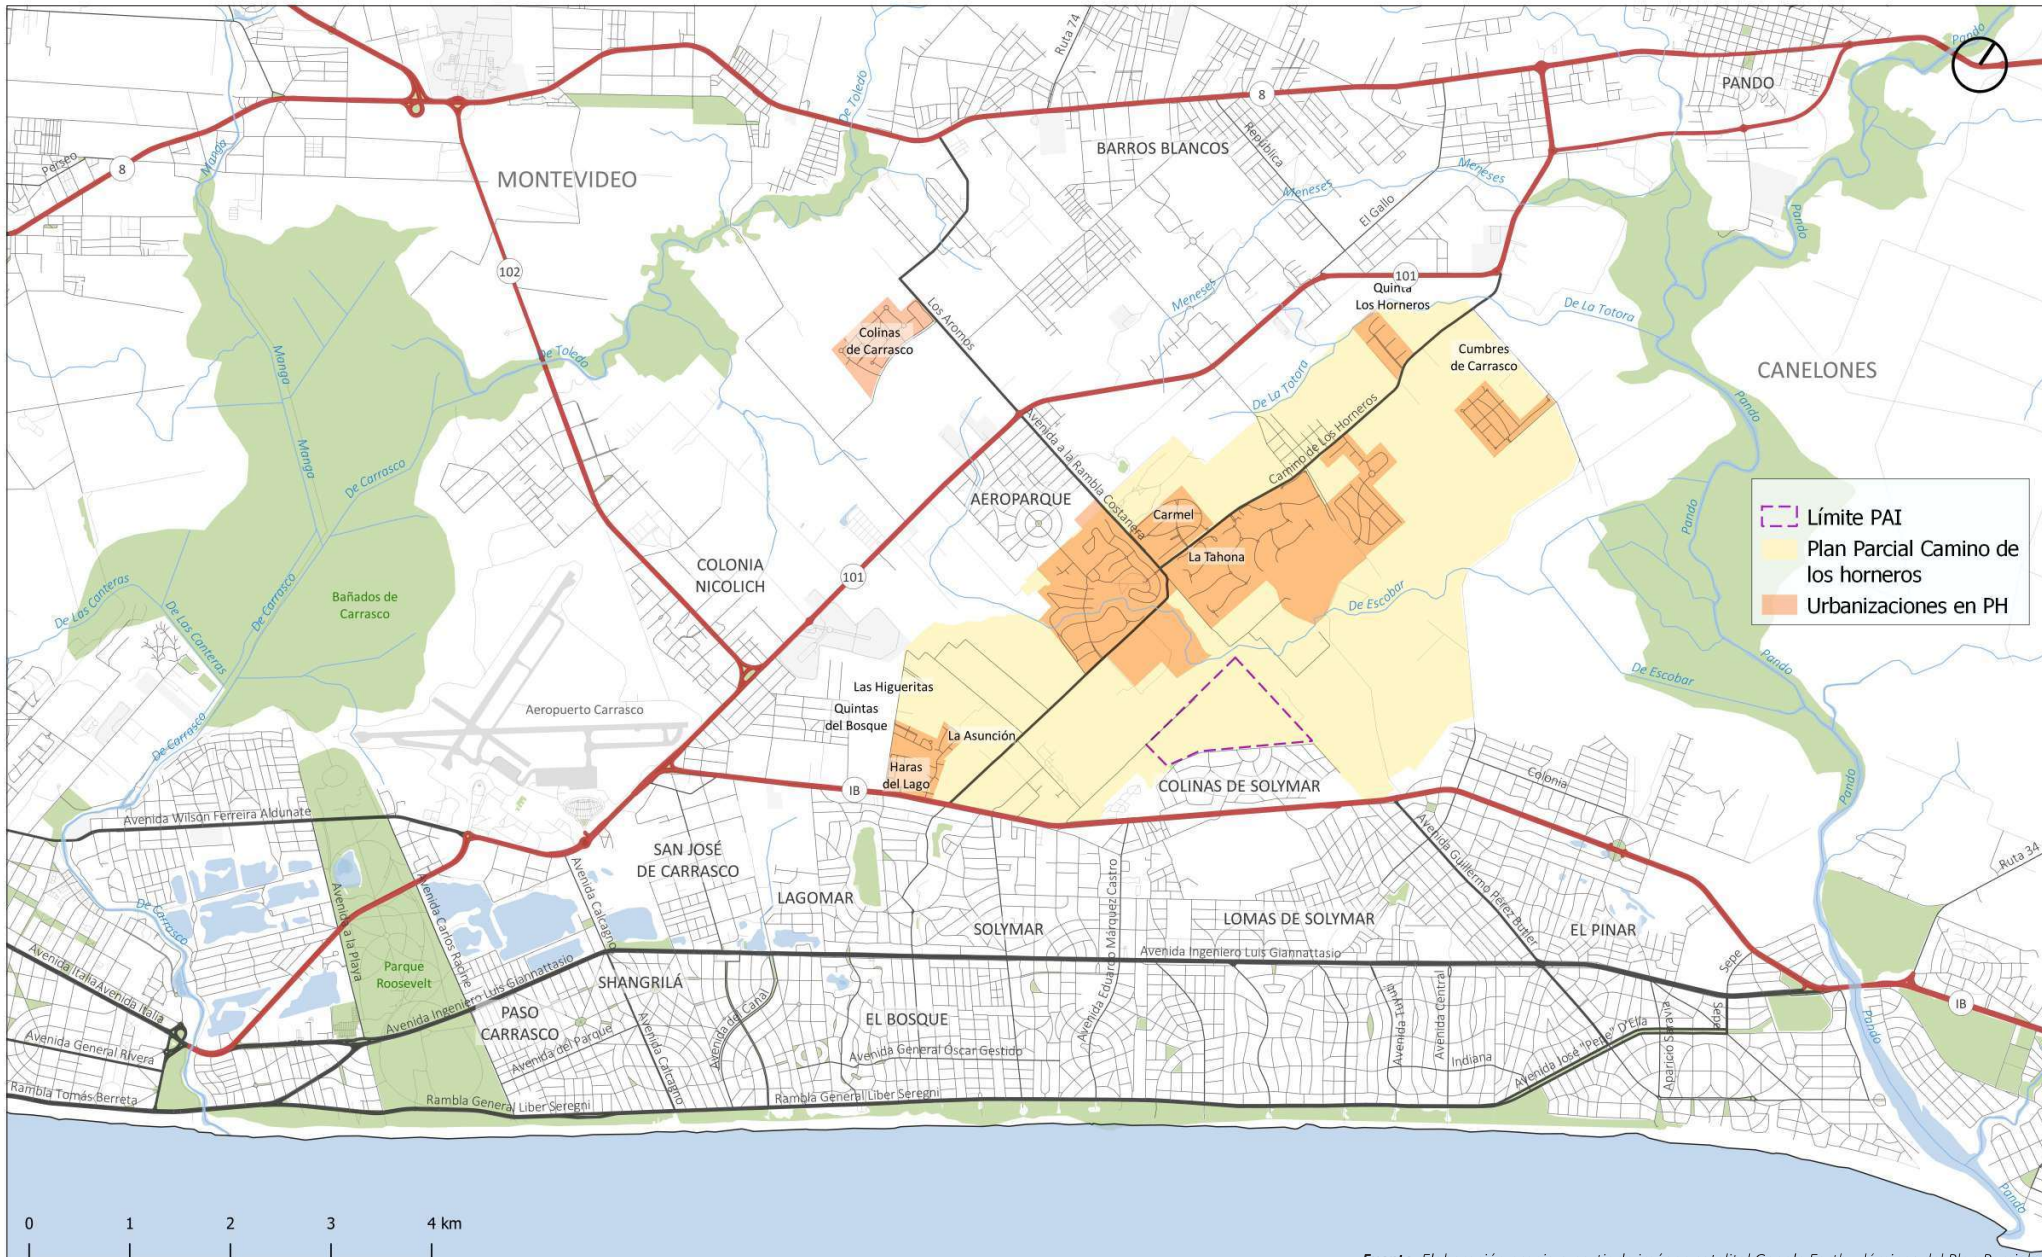 Pando
Ruta 74
PANDO
De Toledo
8
BARROS BLANCOS
República
Manga
Perseo
8
MONTEVIDEO
Meneses
Meneses
El Gallo
Pando
102
101
Quinta
Los Horneros
Meneses
De La Totora
Los Aromos
Colinas
de Carrasco
De Toledo
Manga
Cumbres
de Carrasco
CANELONES
De La Totora
Pando
Avenida a la Rambla Costanera
Camino de Los Horneros
Manga
De Carrasco
AEROPARQUE
Carmel
Pando
Límite PAI
Plan Parcial Camino de
los horneros
Urbanizaciones en PH
La Tahona
COLONIA
NICOLICH
101
De Las Canteras
De Las Canteras
De Carrasco
Bañados de
Carrasco
De Escobar
Pando
De Escobar
Las Higueritas
Quintas
del Bosque
Aeropuerto Carrasco
De Carrasco
La Asunción
Haras
del Lago
IB
COLINAS DE SOLYMAR
Colonia
Pando
Avenida Wilson Ferreira Aldunate
SAN JOSÉ
DE CARRASCO
Avenida Guillermo Pérez Butler
Ruta 34
Avenida a la Playa
Avenida Carlos Racine
Avenida Calcagno
LAGOMAR
SOLYMAR
Avenida Eduardo Márquez Castro
LOMAS DE SOLYMAR
EL PINAR
De Carrasco
Avenida Ingeniero Luis Giannattasio
Sepe
Avenida Italia
Avenida Italia
Parque
Roosevelt
Avenida Ingeniero Luis Giannattasio
SHANGRILÁ
IB
PASO
CARRASCO
Avenida del Canal
EL BOSQUE
Avenida Central
Sepe
Avenida General Rivera
Avenida del Parque
Avenida Calcagno
Avenida General Óscar Gestido
Indiana
Avenida José "Pepe" D'Elía
Aparicio Saravia
Pando
Rambla Tomás Berreta
Rambla General Liber Seregni
Rambla General Liber Seregni
Pando
0 1 2 3 4 km